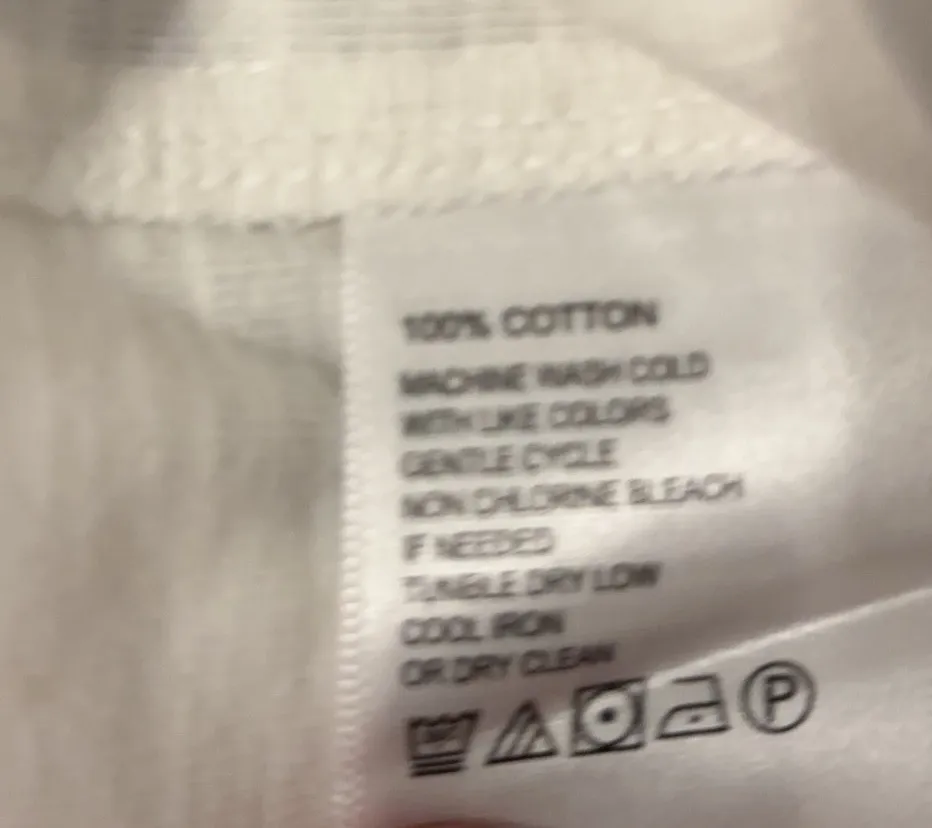 100% COTTON
MACHINE WASH COLD
WITH LIKE COLORS
GENTLE CYCLE
NON CHLORINE BLEACH
IF NEEDED
TUMBLE DRY LOW
COOL IRON
OR DRY CLEAN
P